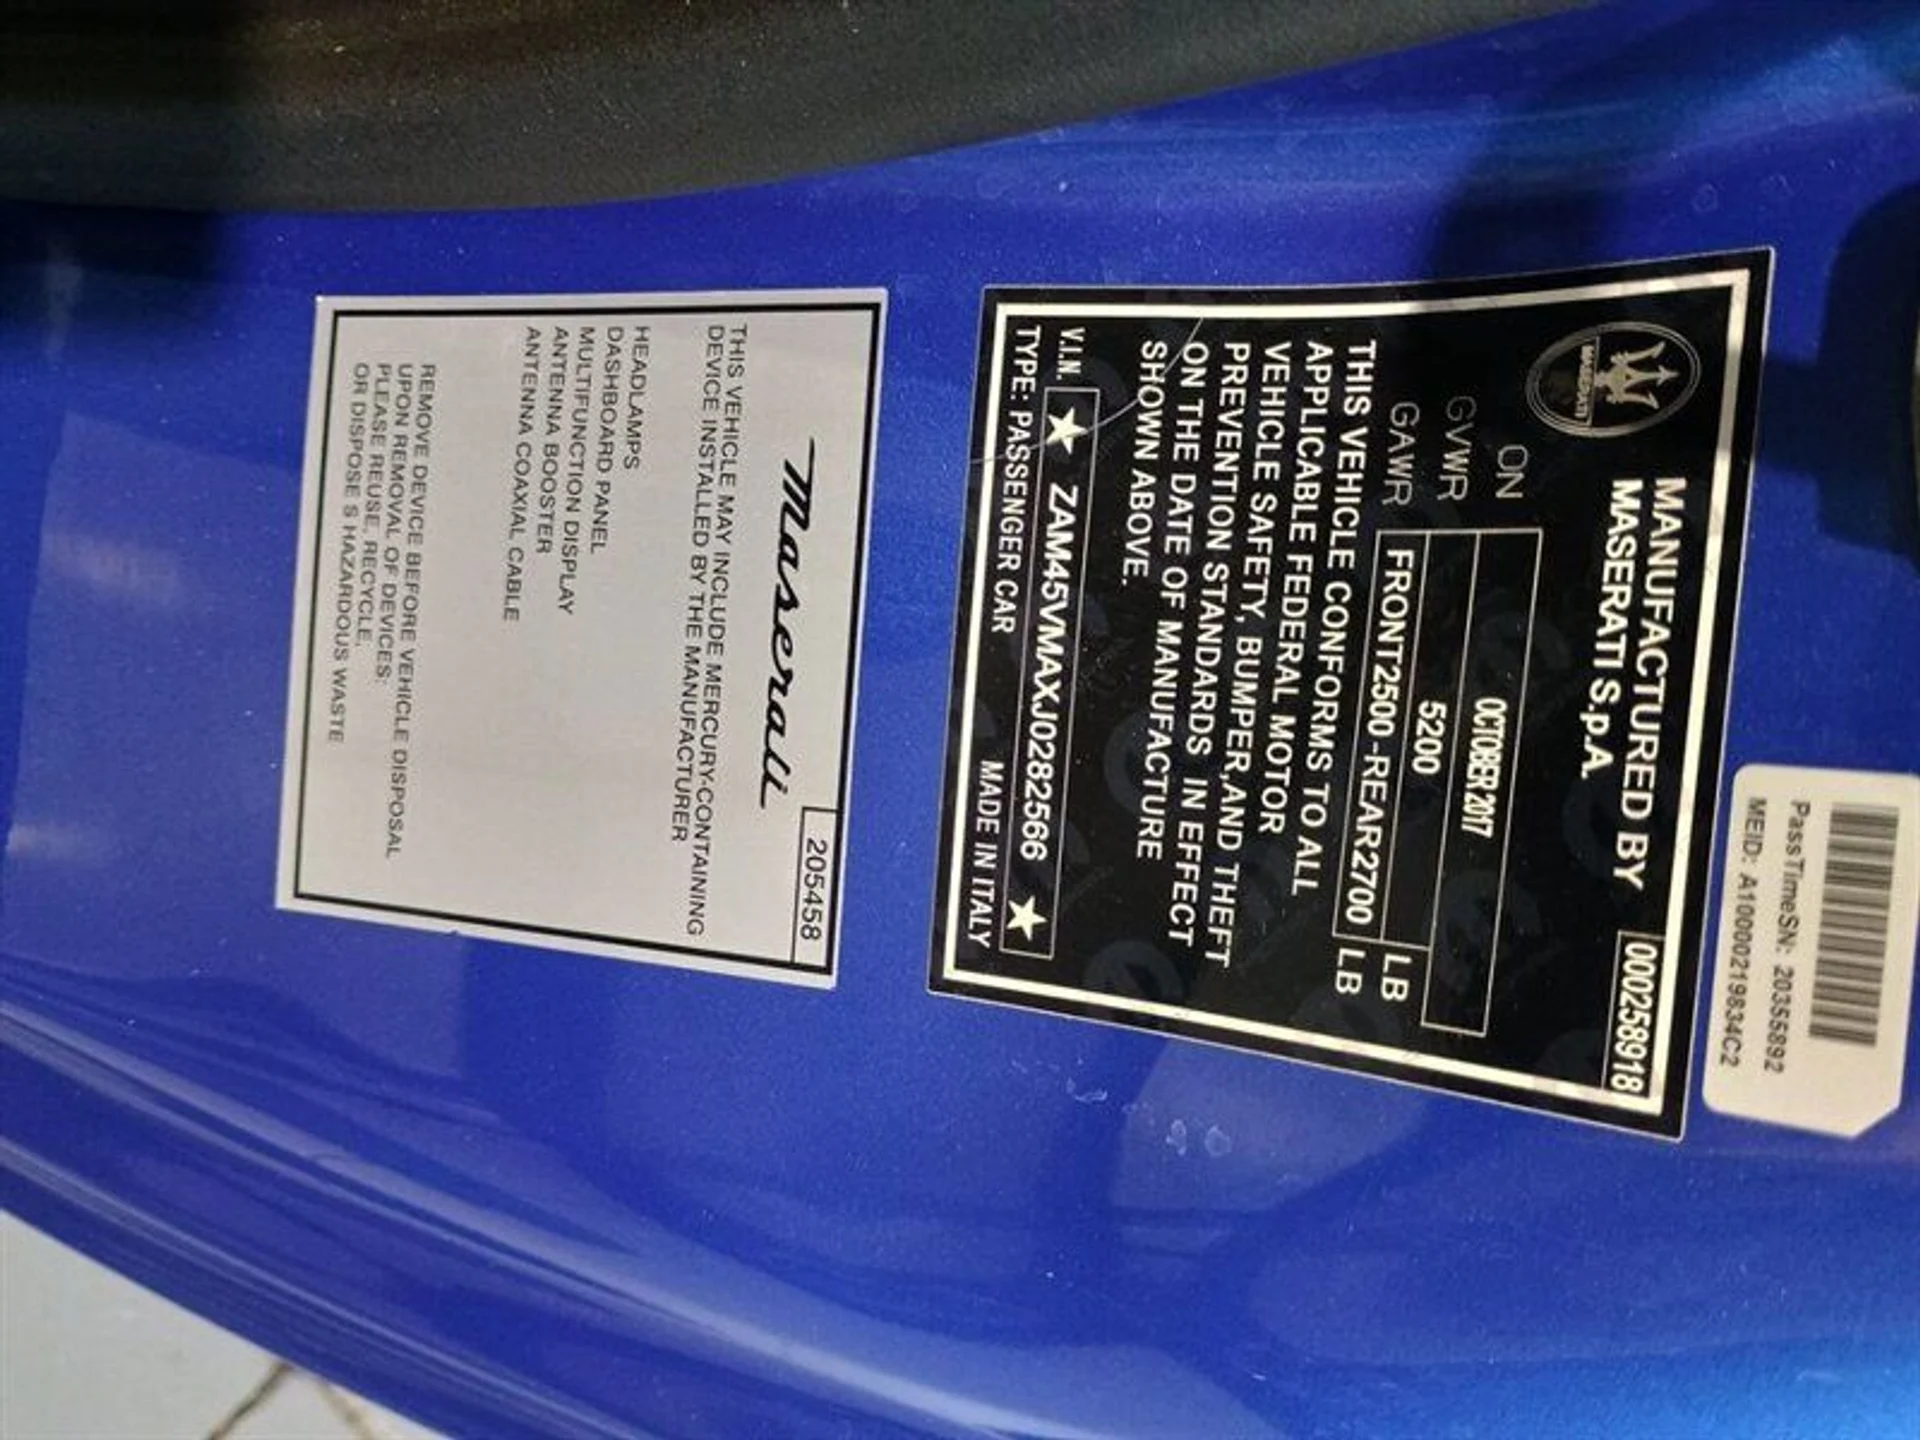 PassTimeSN: 20355892
MEID: A10000219834C2
MASERATI
MANUFACTURED BY
MASERATI S.p.A.
000258918
ON OCTOBER 2017
GVWR 5200 LB
GAWR FRONT2500-REAR2700 LB
THIS VEHICLE CONFORMS TO ALL
APPLICABLE FEDERAL MOTOR
VEHICLE SAFETY, BUMPER,AND THEFT
PREVENTION STANDARDS IN EFFECT
ON THE DATE OF MANUFACTURE
SHOWN ABOVE.
V.I.N. ★ ZAM45VMAXJ0282566 ★
TYPE: PASSENGER CAR MADE IN ITALY
Maserati
205458
THIS VEHICLE MAY INCLUDE MERCURY-CONTAINING
DEVICE INSTALLED BY THE MANUFACTURER
HEADLAMPS
DASHBOARD PANEL
MULTIFUNCTION DISPLAY
ANTENNA BOOSTER
ANTENNA COAXIAL CABLE
REMOVE DEVICE BEFORE VEHICLE DISPOSAL
UPON REMOVAL OF DEVICES:
PLEASE REUSE, RECYCLE,
OR DISPOSE S HAZARDOUS WASTE